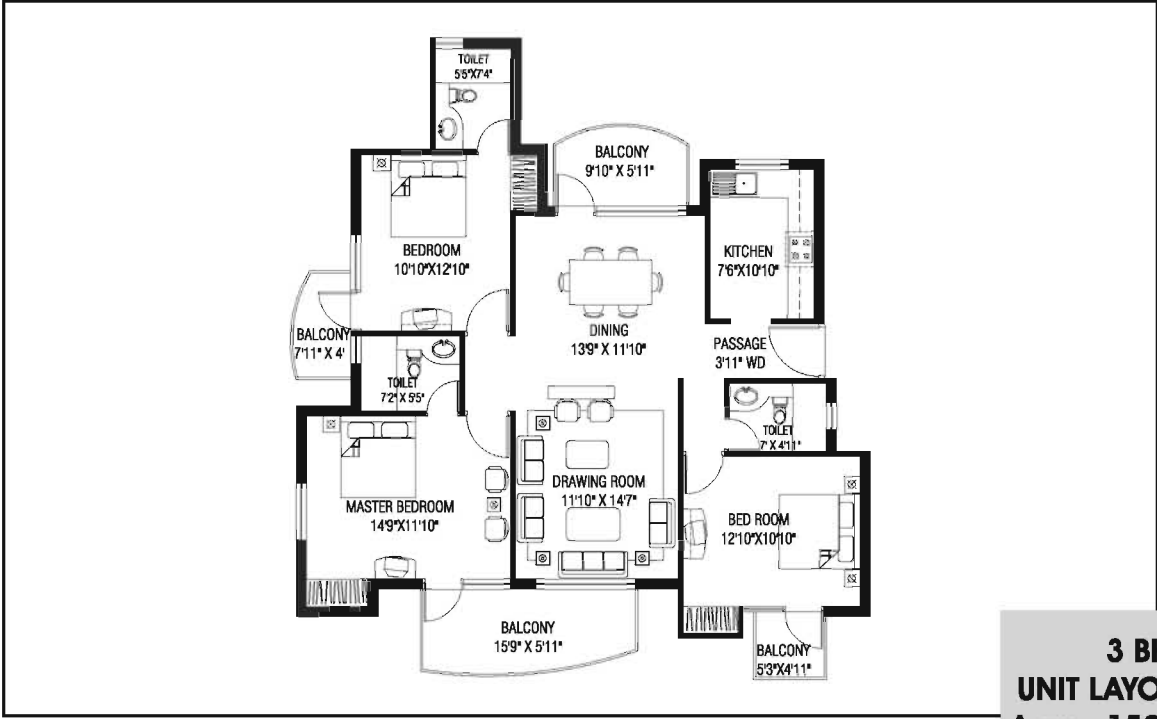 TOILET
5'5"X7'4"
BALCONY
9'10" X 5'11"
BEDROOM
10'10"X12'10"
KITCHEN
7'6"X10'10"
BALCONY
7'11" X 4'
DINING
13'9" X 11'10"
PASSAGE
3'11" WD
TOILET
7'2" X 5'5"
TOILET
7' X 4'11"
MASTER BEDROOM
14'9"X11'10"
DRAWING ROOM
11'10" X 14'7"
BED ROOM
12'10"X10'10"
BALCONY
15'9" X 5'11"
BALCONY
5'3"X4'11"
3 B
UNIT LAYO